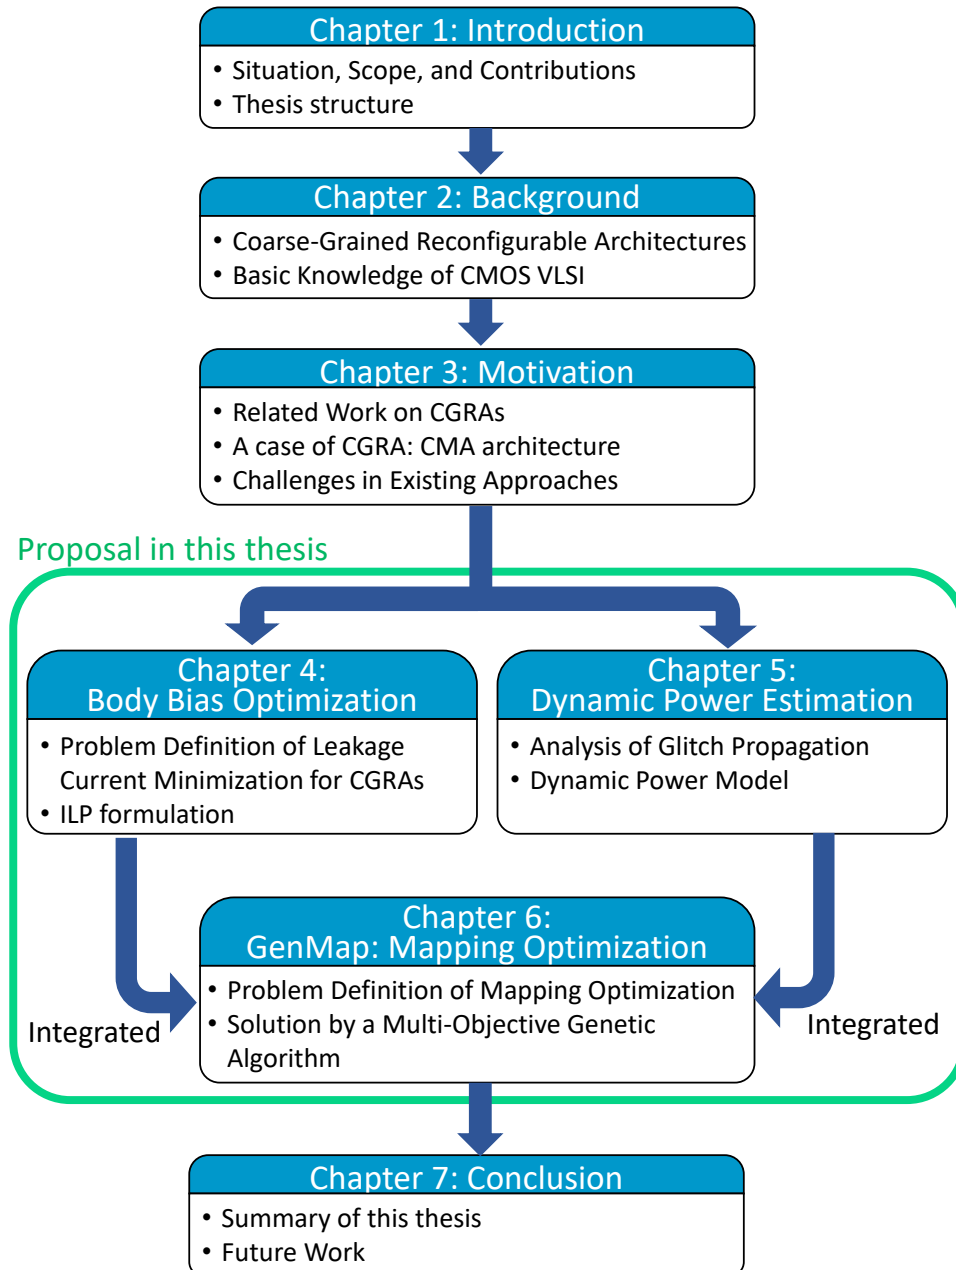 Chapter 1: Introduction
• Situation, Scope, and Contributions
• Thesis structure
Chapter 2: Background
• Coarse-Grained Reconfigurable Architectures
• Basic Knowledge of CMOS VLSI
Chapter 3: Motivation
• Related Work on CGRAs
• A case of CGRA: CMA architecture
• Challenges in Existing Approaches
Proposal in this thesis
Chapter 4:
Body Bias Optimization
• Problem Definition of Leakage
Current Minimization for CGRAs
• ILP formulation
Chapter 5:
Dynamic Power Estimation
• Analysis of Glitch Propagation
• Dynamic Power Model
Integrated
Chapter 6:
GenMap: Mapping Optimization
• Problem Definition of Mapping Optimization
• Solution by a Multi-Objective Genetic
Algorithm
Integrated
Chapter 7: Conclusion
• Summary of this thesis
• Future Work